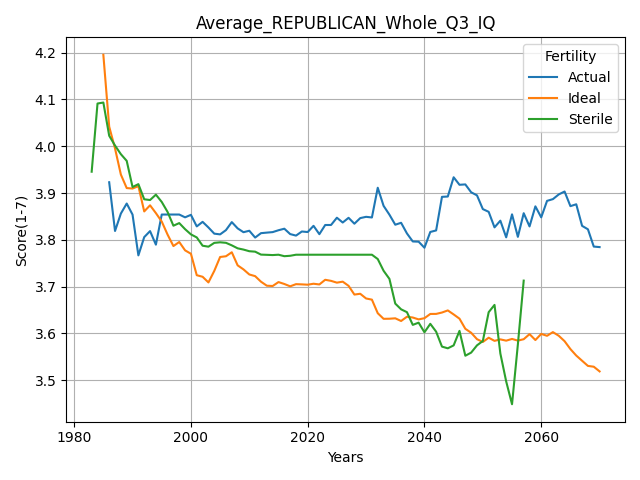 Average_REPUBLICAN_Whole_Q3_IQ
Fertility
Actual
Ideal
Sterile
Score(1-7)
4.2
4.1
4.0
3.9
3.8
3.7
3.6
3.5
1980
2000
2020
2040
2060
Years